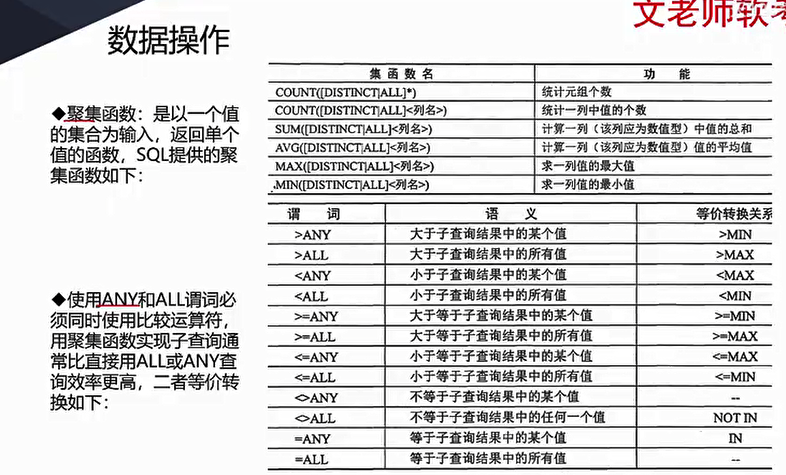 文老师软考
数据操作
◆聚集函数：是以一个值
的集合为输入，返回单个
值的函数，SQL提供的聚
集函数如下：
集 函 数 名 功 能
COUNT([DISTINCT|ALL]*) 统计元组个数
COUNT([DISTINCT|ALL]<列名>) 统计一列中值的个数
SUM([DISTINCT|ALL]<列名>) 计算一列（该列应为数值型）中值的总和
AVG([DISTINCT|ALL]<列名>) 计算一列（该列应为数值型）值的平均值
MAX([DISTINCT|ALL]<列名>) 求一列值的最大值
MIN([DISTINCT|ALL]<列名>) 求一列值的最小值
◆使用ANY和ALL谓词必
须同时使用比较运算符，
用聚集函数实现子查询通
常比直接用ALL或ANY查
询效率更高，二者等价转
换如下：
谓 词 语 义 等价转换关系
>ANY 大于子查询结果中的某个值 >MIN
>ALL 大于子查询结果中的所有值 >MAX
<ANY 小于子查询结果中的某个值 <MAX
<ALL 小于子查询结果中的所有值 <MIN
>=ANY 大于等于子查询结果中的某个值 >=MIN
>=ALL 大于等于子查询结果中的所有值 >=MAX
<=ANY 小于等于子查询结果中的某个值 <=MAX
<=ALL 小于等于子查询结果中的所有值 <=MIN
<>ANY 不等于子查询结果中的某个值 --
<>ALL 不等于子查询结果中的任何一个值 NOT IN
=ANY 等于子查询结果中的某个值 IN
=ALL 等于子查询结果中的所有值 --